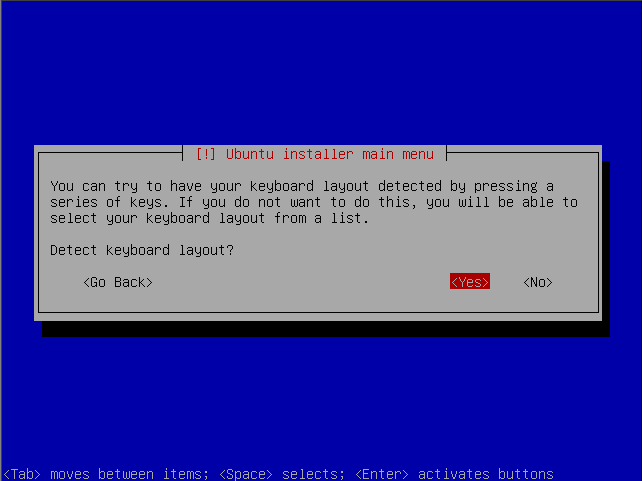 [!] Ubuntu installer main menu
You can try to have your keyboard layout detected by pressing a
series of keys. If you do not want to do this, you will be able to
select your keyboard layout from a list.
Detect keyboard layout?
<Go Back> <Yes> <No>
<Tab> moves between items; <Space> selects; <Enter> activates buttons